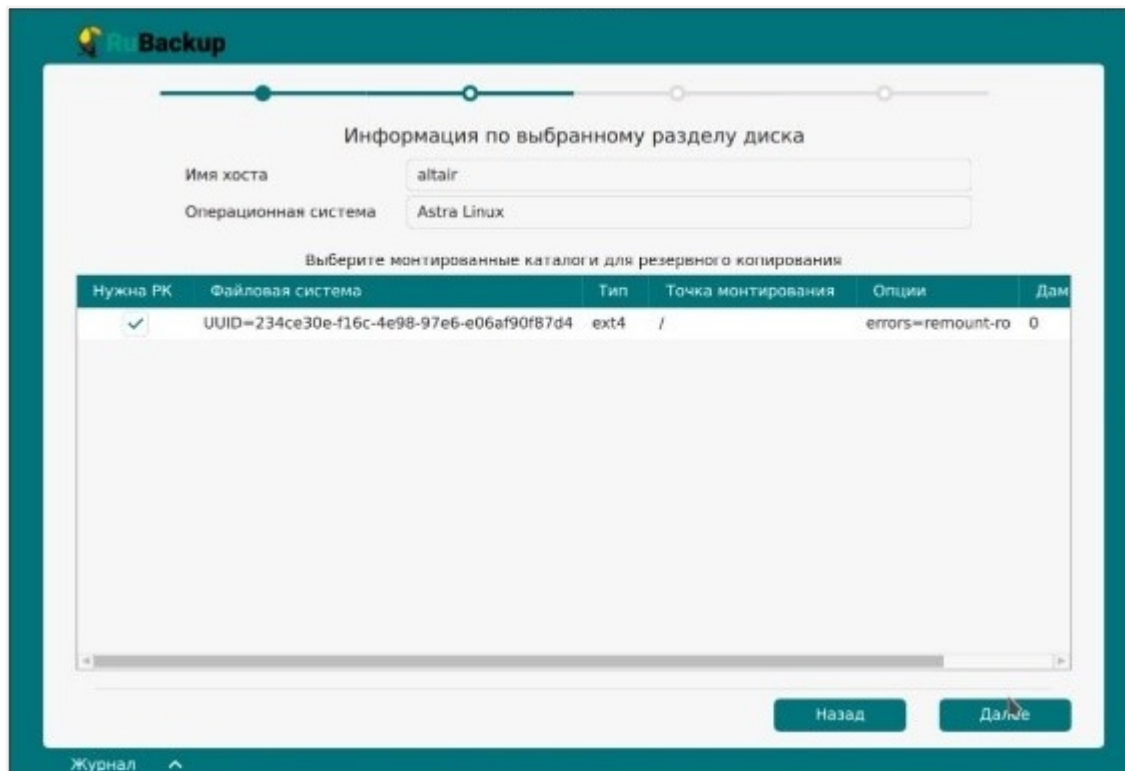 RuBackup
Информация по выбранному разделу диска
Имя хоста altair
Операционная система Astra Linux
Выберите монтированные каталоги для резервного копирования
Нужна РК Файловая система Тип Точка монтирования Опции Дам
UUID=234ce30e-f16c-4e98-97e6-e06af90f87d4 ext4 / errors=remount-ro 0
Назад Далее
Журнал